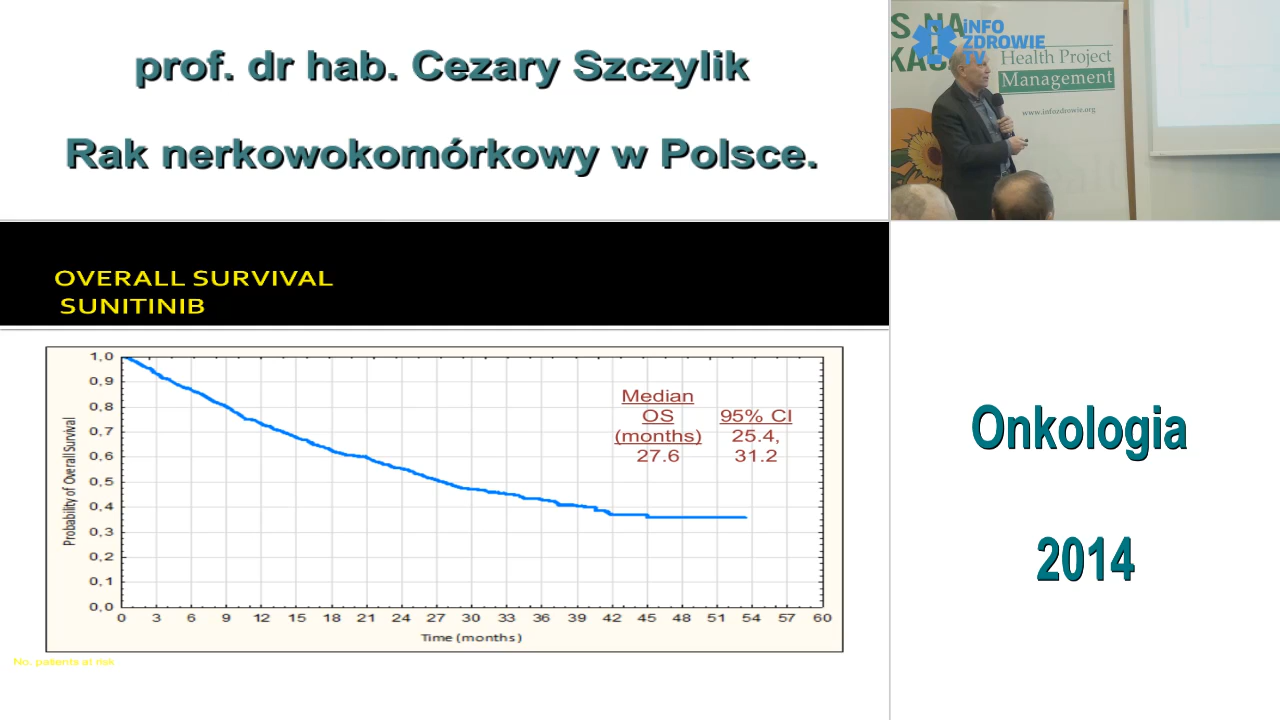 prof. dr hab. Cezary Szczylik
Rak nerkowokomórkowy w Polsce.
S NA
KAC
iNFO
ZDROWIE
TV
Health Project
Management
www.infozdrowie.org
OVERALL SURVIVAL
SUNITINIB
Median
OS
(months)
27.6
95% CI
25.4,
31.2
Probability of Overall Survival
1,0
0,9
0,8
0,7
0,6
0,5
0,4
0,3
0,2
0,1
0,0
0 3 6 9 12 15 18 21 24 27 30 33 36 39 42 45 48 51 54 57 60
Time (months)
No. patients at risk
Onkologia
2014